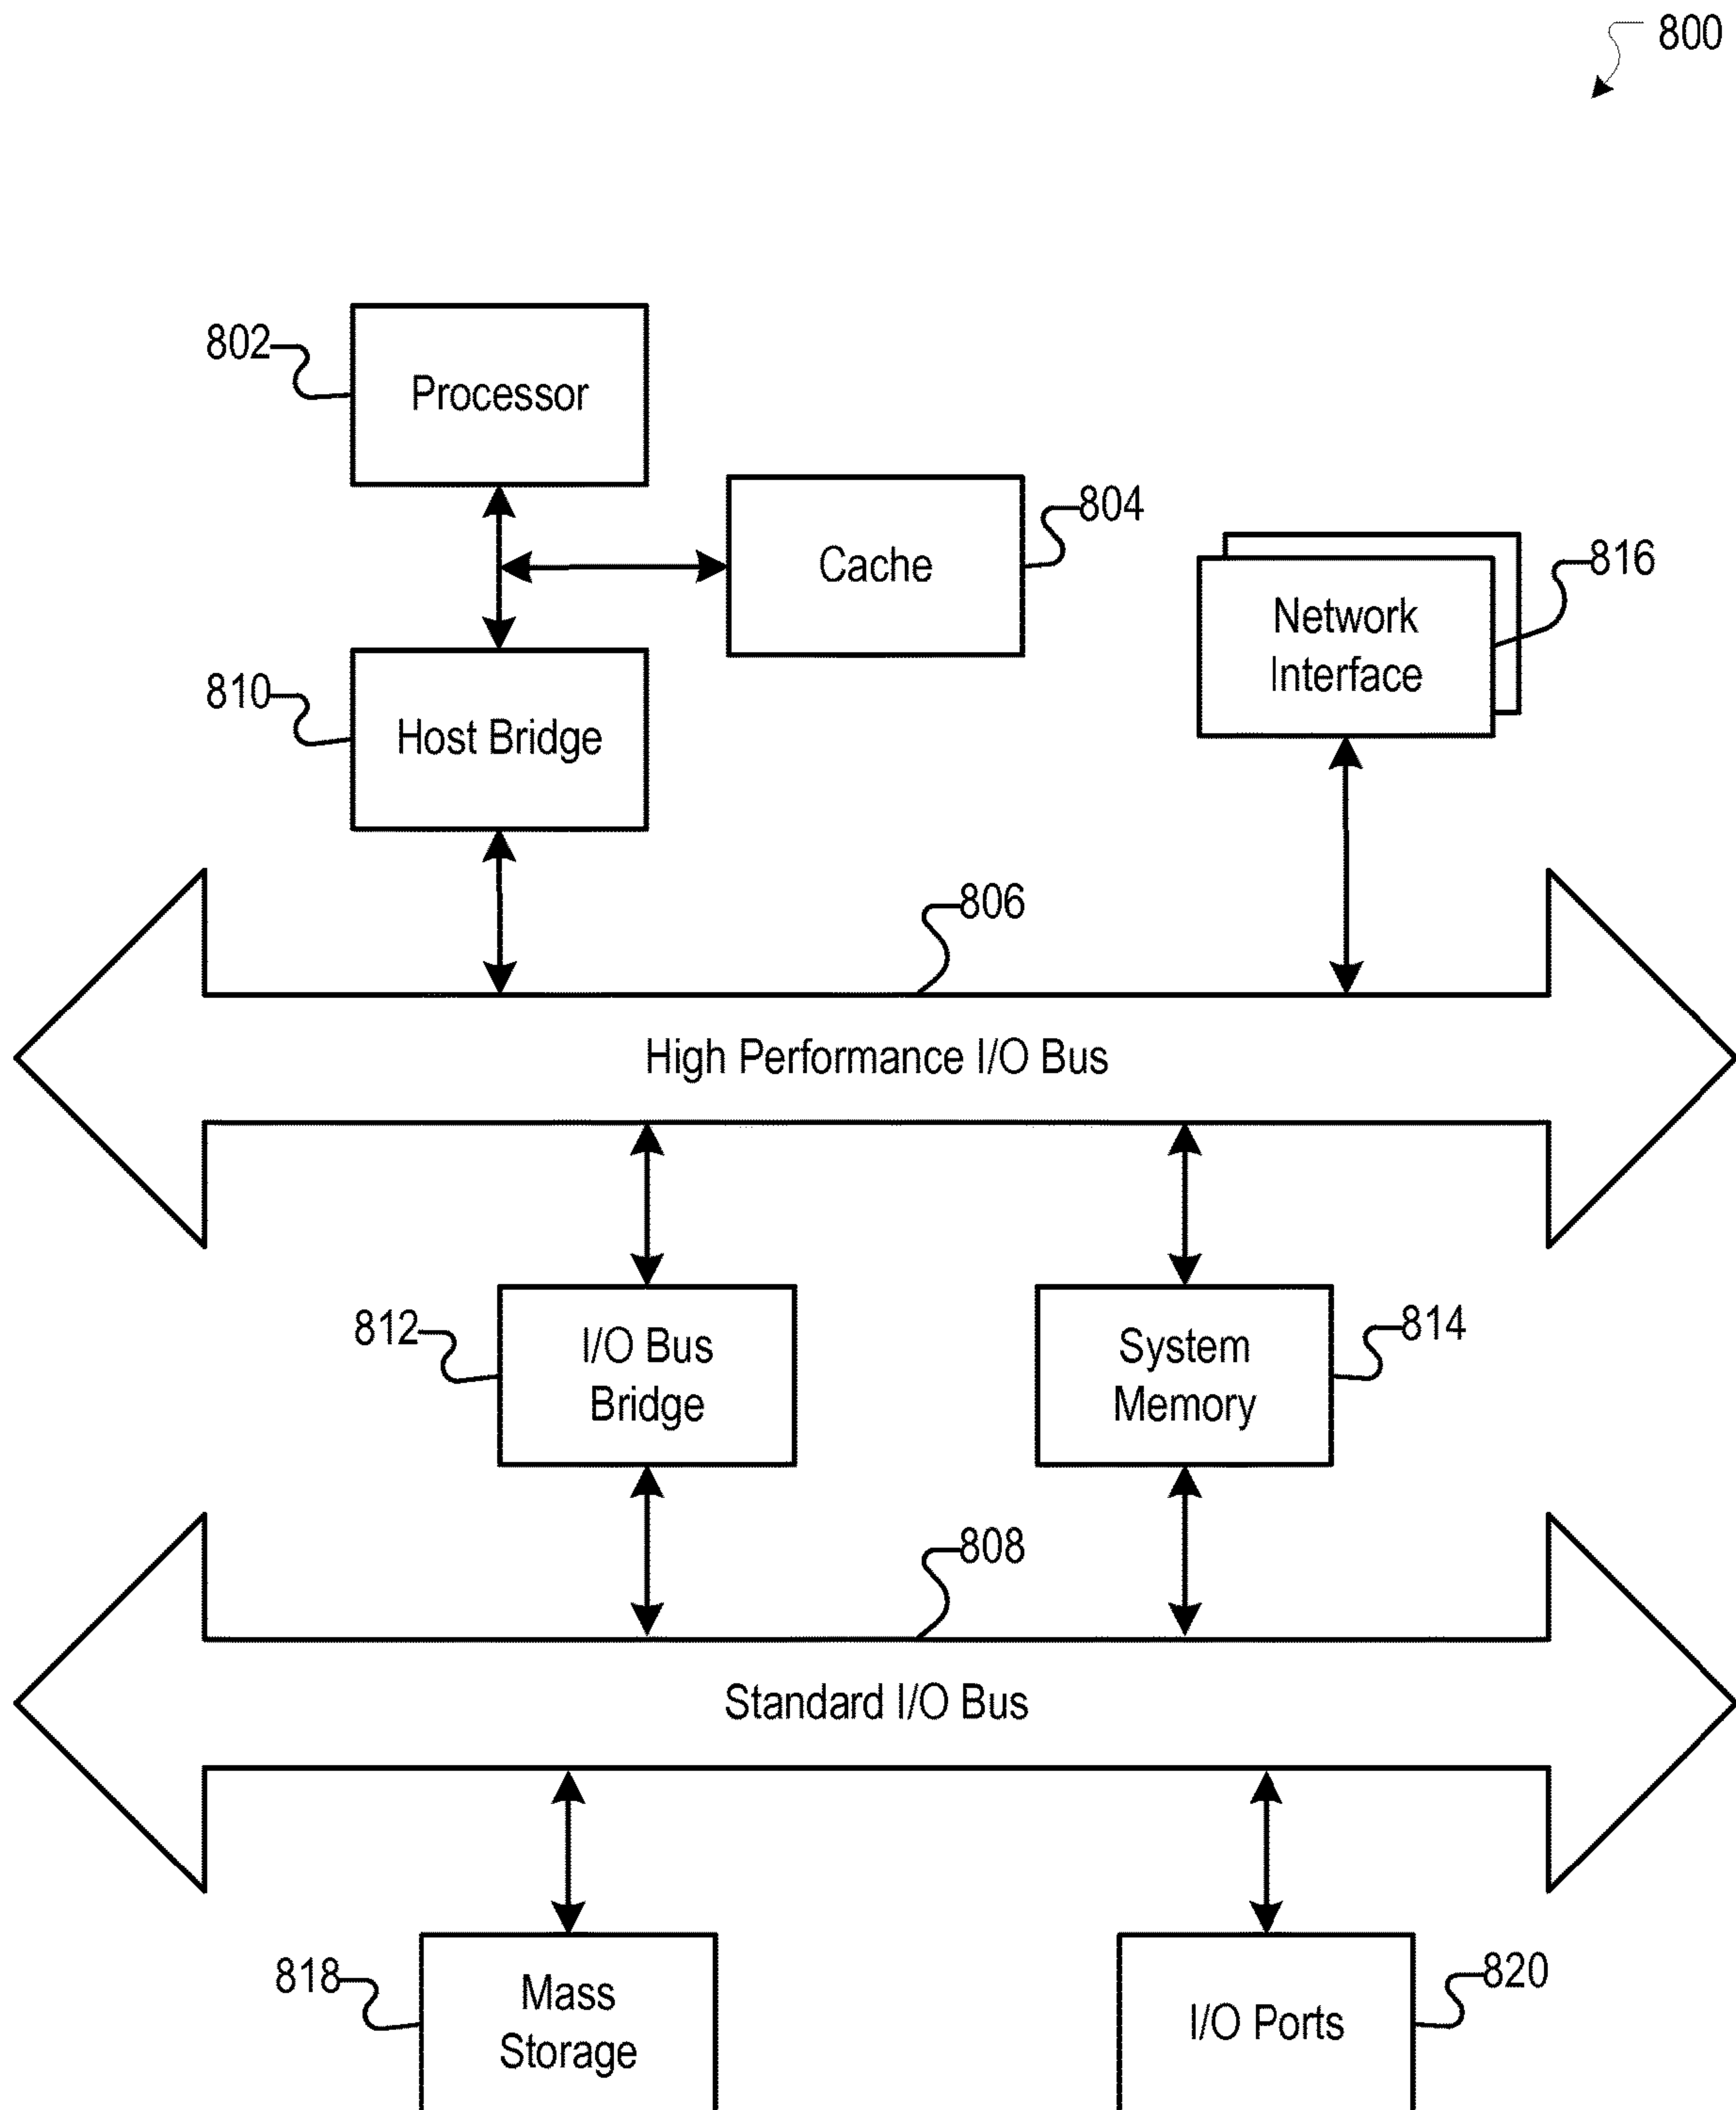 800
802
Processor
804
Cache
816
Network
Interface
810
Host Bridge
806
High Performance I/O Bus
812
I/O Bus
Bridge
System
Memory
814
808
Standard I/O Bus
818
Mass
Storage
I/O Ports
820